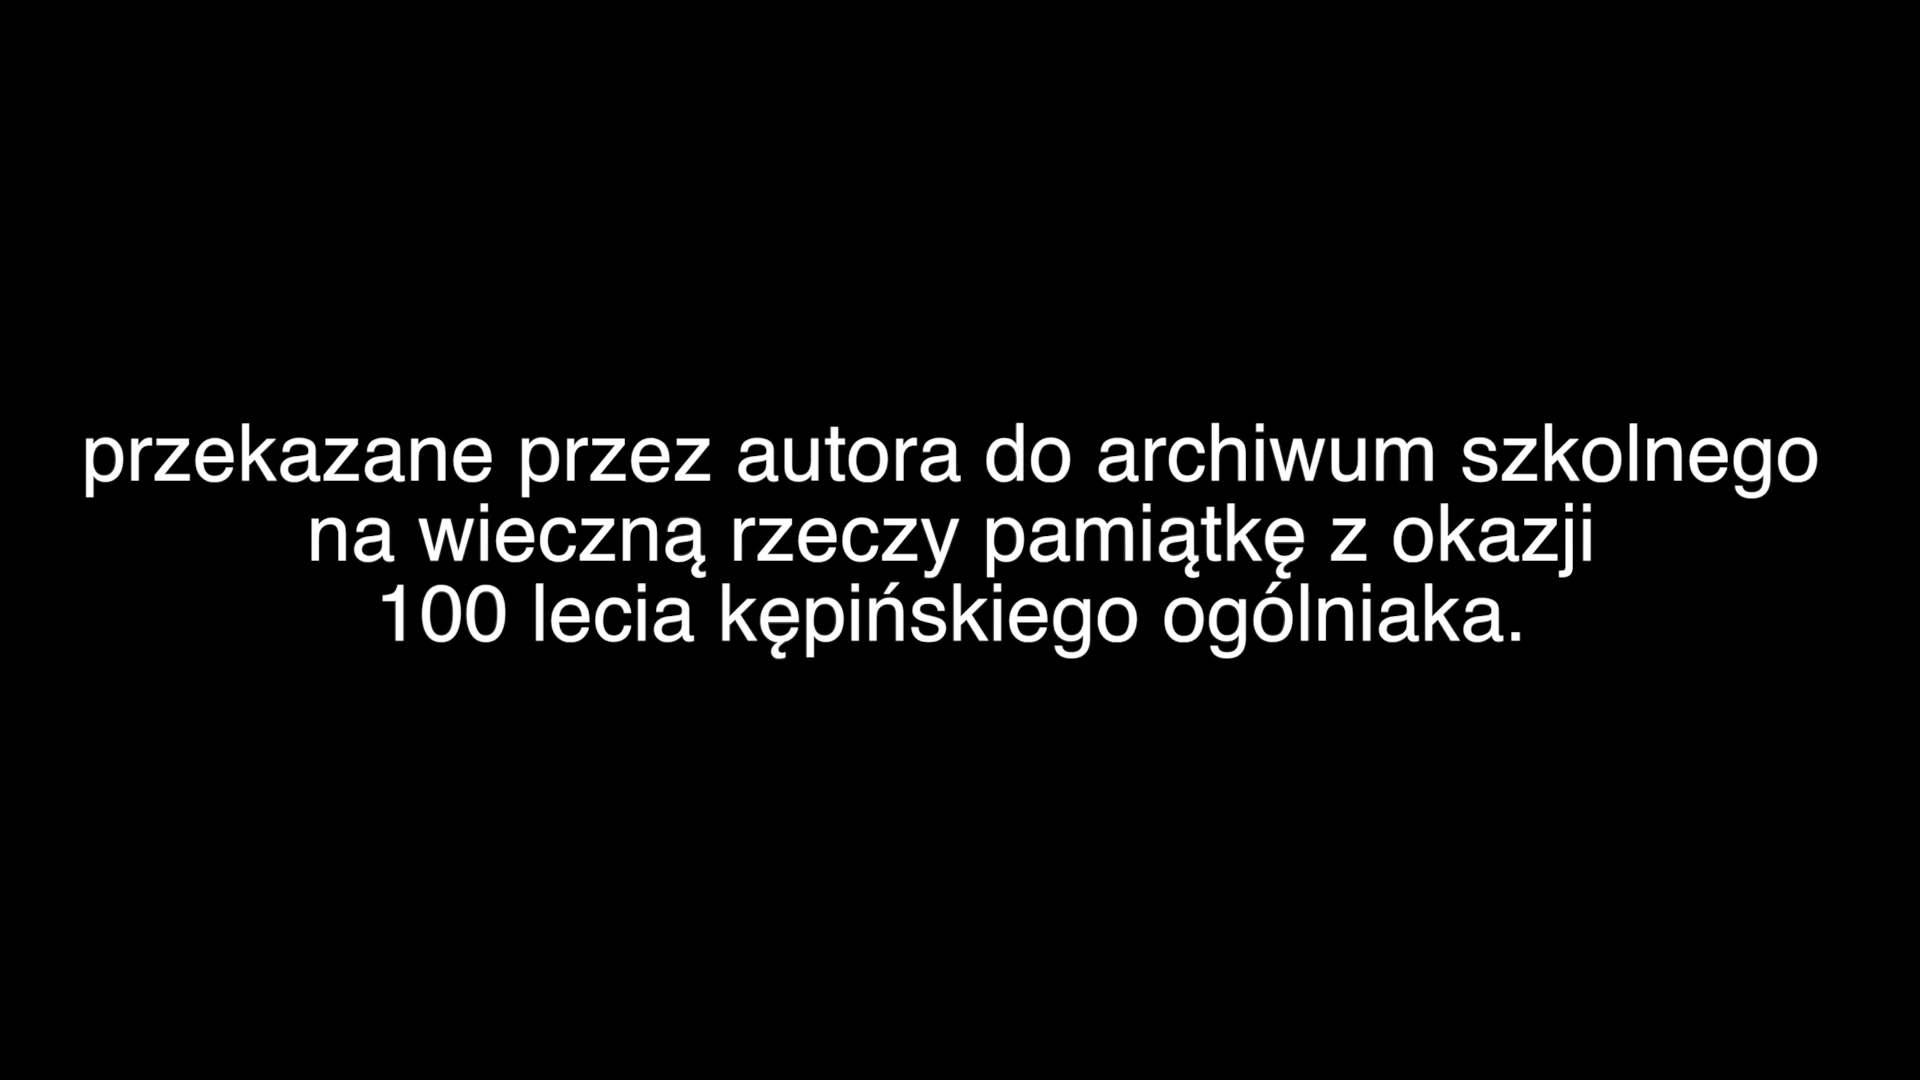 przekazane przez autora do archiwum szkolnego
na wieczną rzeczy pamiątkę z okazji
100 lecia kępińskiego ogólniaka.